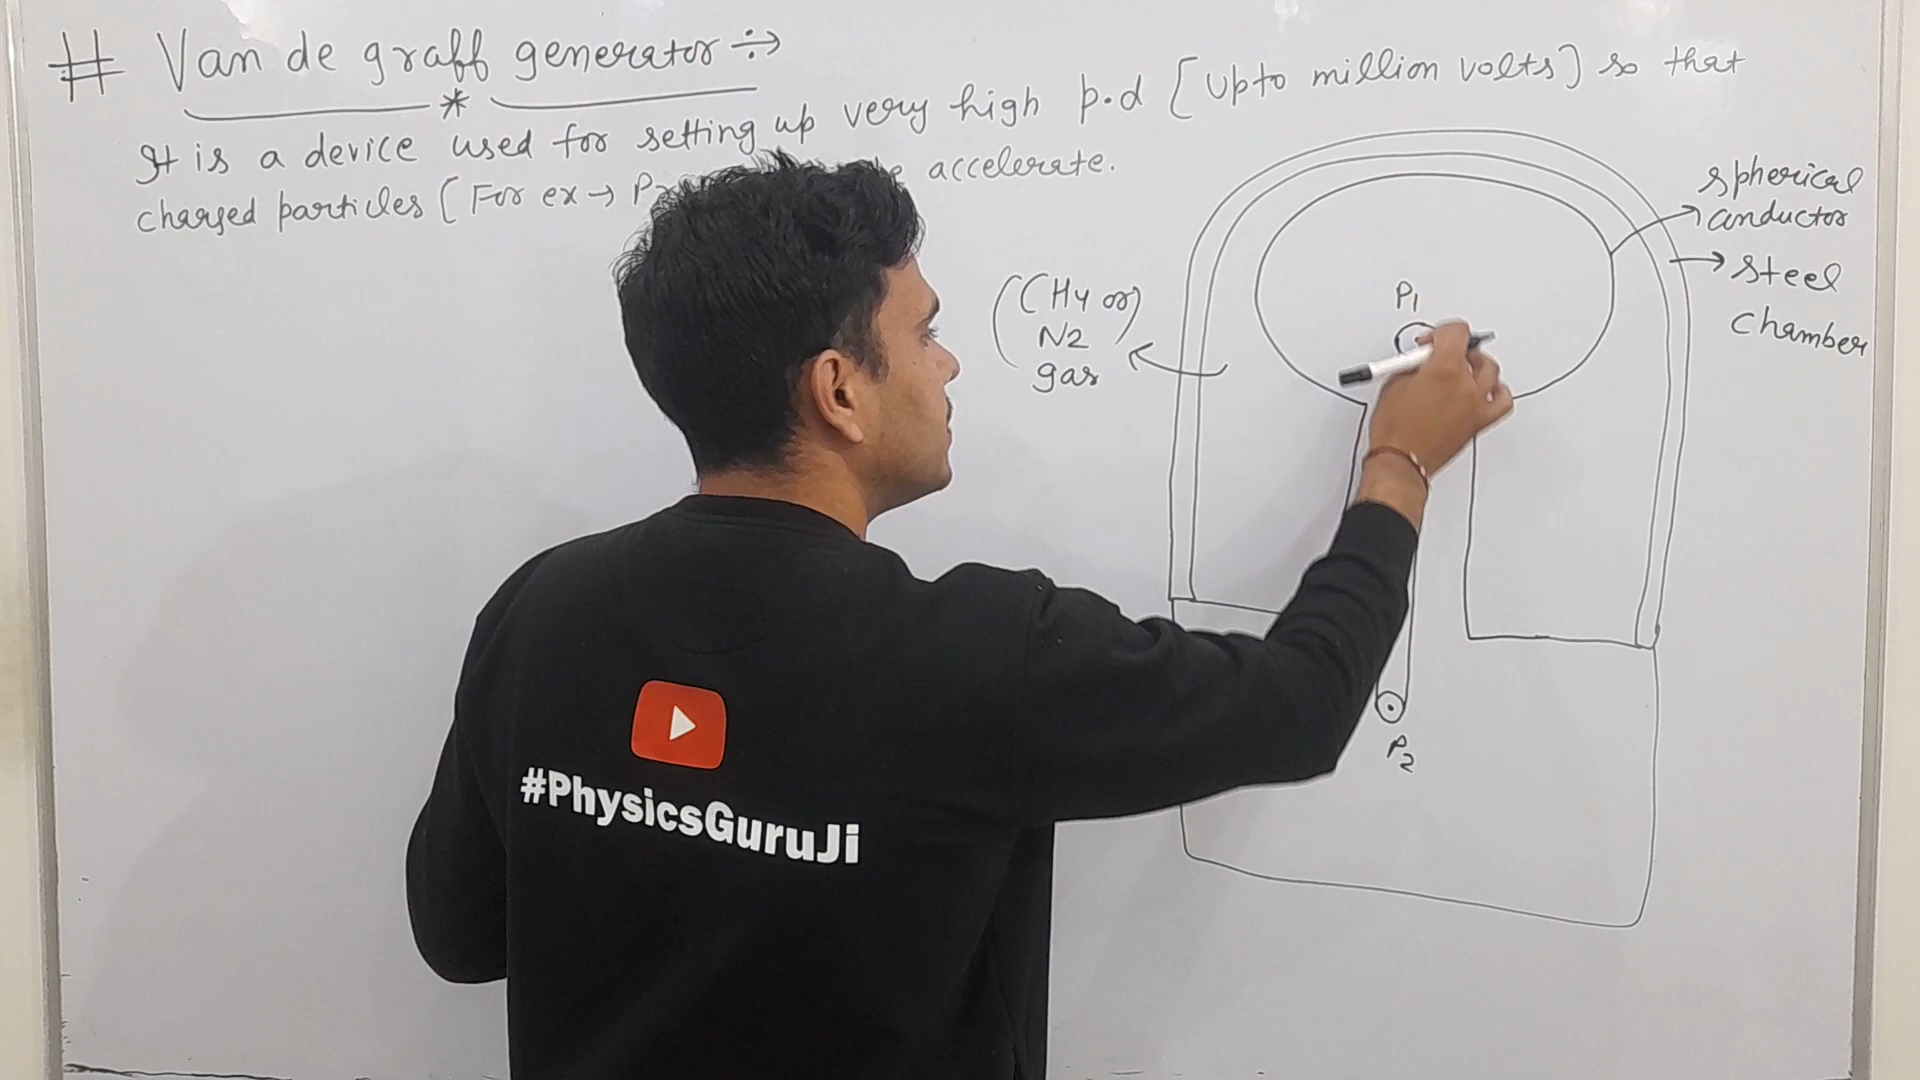 # Van de graff generator ÷→
It is a device used for setting up very high p.d [upto million volts] so that
charged particles (For ex → accelerate.
spherical
conductor
steel
chamber
(CH4 or)
N2
gas
P1
P2
#PhysicsGuruJi